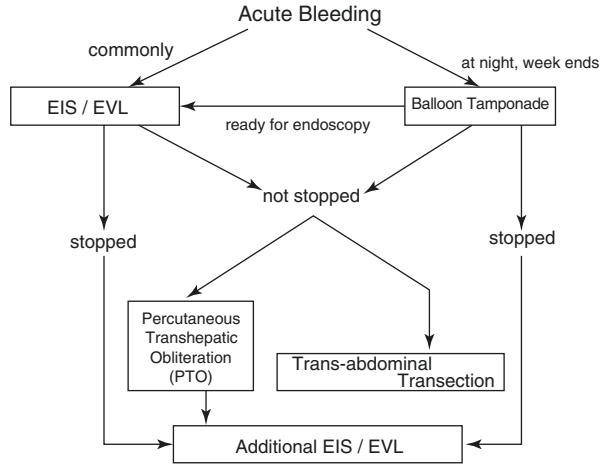 Acute Bleeding
commonly
at night, week ends
EIS / EVL
Balloon Tamponade
ready for endoscopy
not stopped
stopped
stopped
Percutaneous
Transhepatic
Obliteration
(PTO)
Trans-abdominal
Transection
Additional EIS / EVL